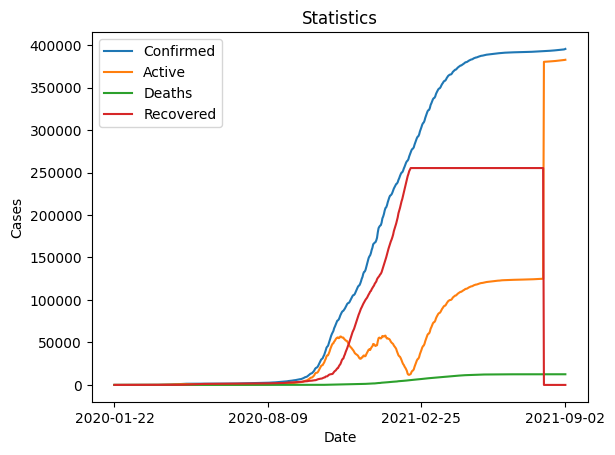 Statistics
Confirmed
Active
Deaths
Recovered
400000
350000
300000
250000
200000
150000
100000
50000
0
Cases
2020-01-22 2020-08-09 2021-02-25 2021-09-02
Date